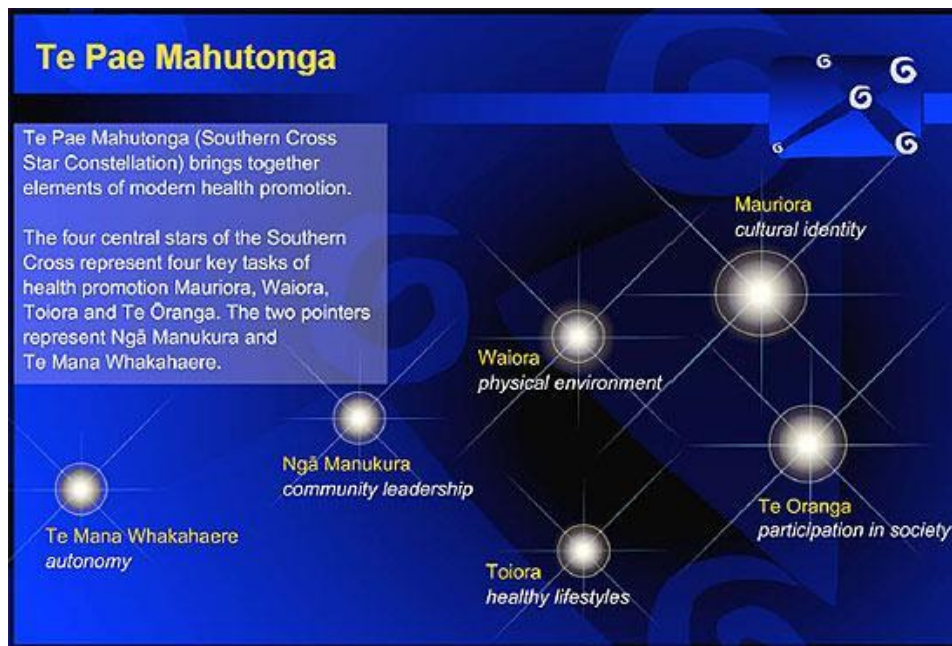 Te Pae Mahutonga
Te Pae Mahutonga (Southern Cross
Star Constellation) brings together
elements of modern health promotion.
The four central stars of the Southern
Cross represent four key tasks of
health promotion Mauriora, Waiora,
Toiora and Te Ōranga. The two pointers
represent Ngā Manukura and
Te Mana Whakahaere.
Mauriora
cultural identity
Waiora
physical environment
Ngā Manukura
community leadership
Te Oranga
participation in society
Te Mana Whakahaere
autonomy
Toiora
healthy lifestyles